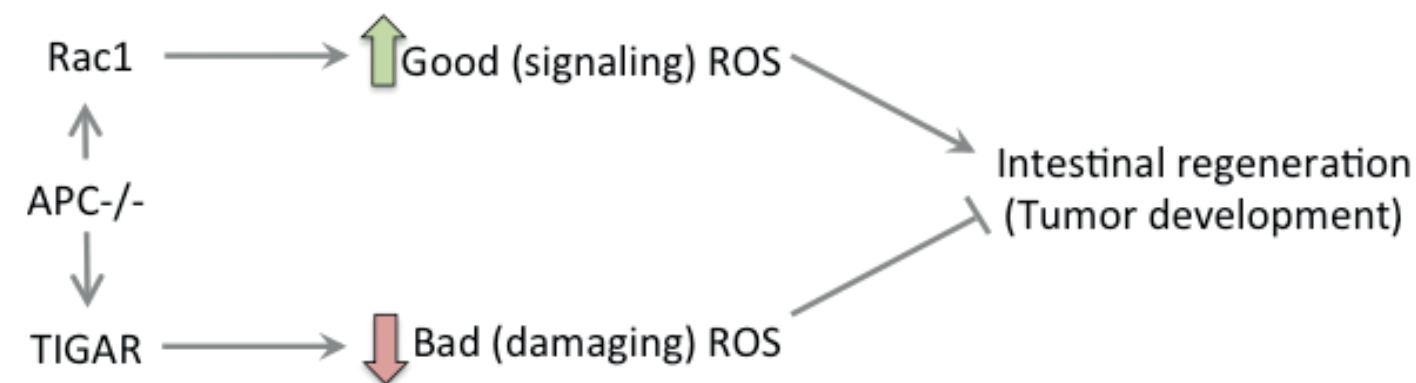 Rac1
Good (signaling) ROS
Intestinal regeneration
(Tumor development)
APC-/-
TIGAR
Bad (damaging) ROS